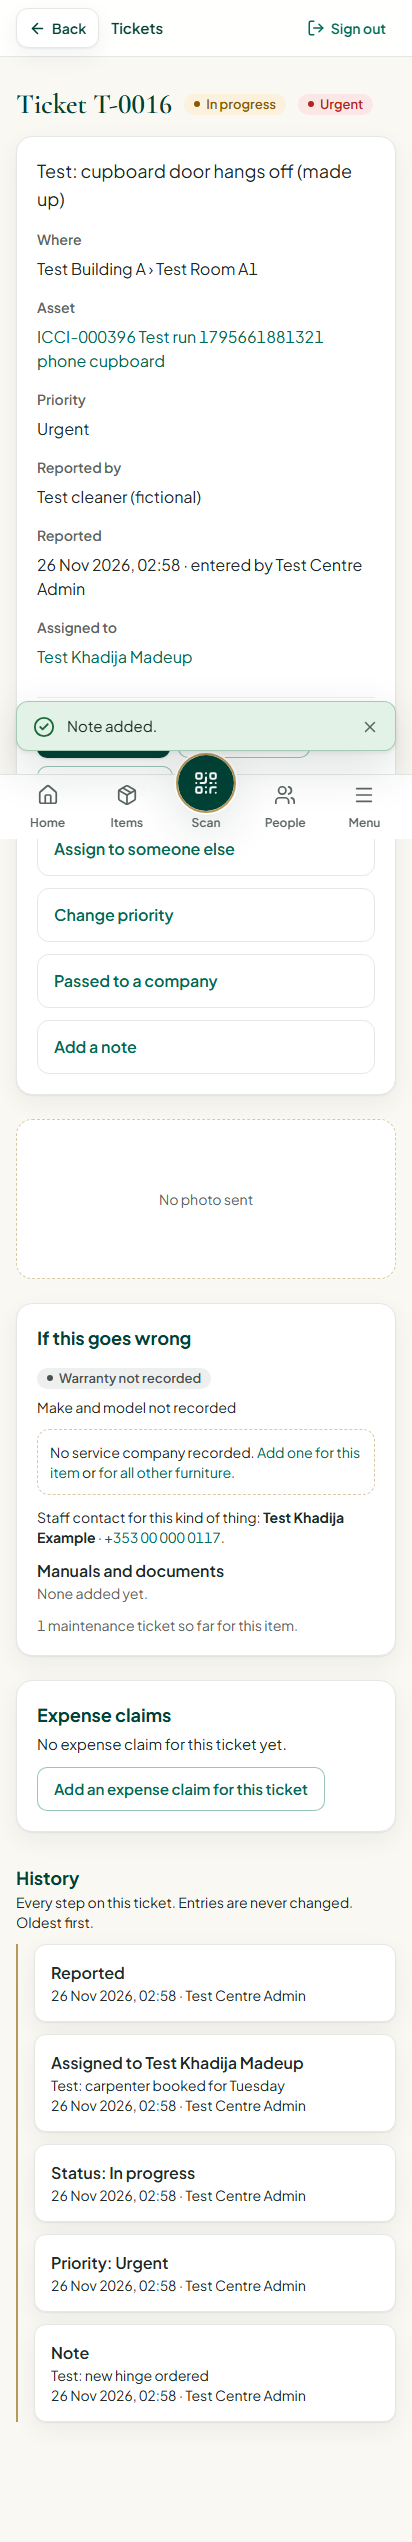 Back
Tickets
Sign out
Ticket T-0016
In progress
Urgent
Test: cupboard door hangs off (made
up)
Where
Test Building A › Test Room A1
Asset
ICCI-000396 Test run 1795661881321
phone cupboard
Priority
Urgent
Reported by
Test cleaner (fictional)
Reported
26 Nov 2026, 02:58 · entered by Test Centre
Admin
Assigned to
Test Khadija Madeup
Note added.
Home
Items
Scan
People
Menu
Assign to someone else
Change priority
Passed to a company
Add a note
No photo sent
If this goes wrong
Warranty not recorded
Make and model not recorded
No service company recorded. Add one for this
item or for all other furniture.
Staff contact for this kind of thing: Test Khadija
Example · +353 00 000 0117.
Manuals and documents
None added yet.
1 maintenance ticket so far for this item.
Expense claims
No expense claim for this ticket yet.
Add an expense claim for this ticket
History
Every step on this ticket. Entries are never changed.
Oldest first.
Reported
26 Nov 2026, 02:58 · Test Centre Admin
Assigned to Test Khadija Madeup
Test: carpenter booked for Tuesday
26 Nov 2026, 02:58 · Test Centre Admin
Status: In progress
26 Nov 2026, 02:58 · Test Centre Admin
Priority: Urgent
26 Nov 2026, 02:58 · Test Centre Admin
Note
Test: new hinge ordered
26 Nov 2026, 02:58 · Test Centre Admin